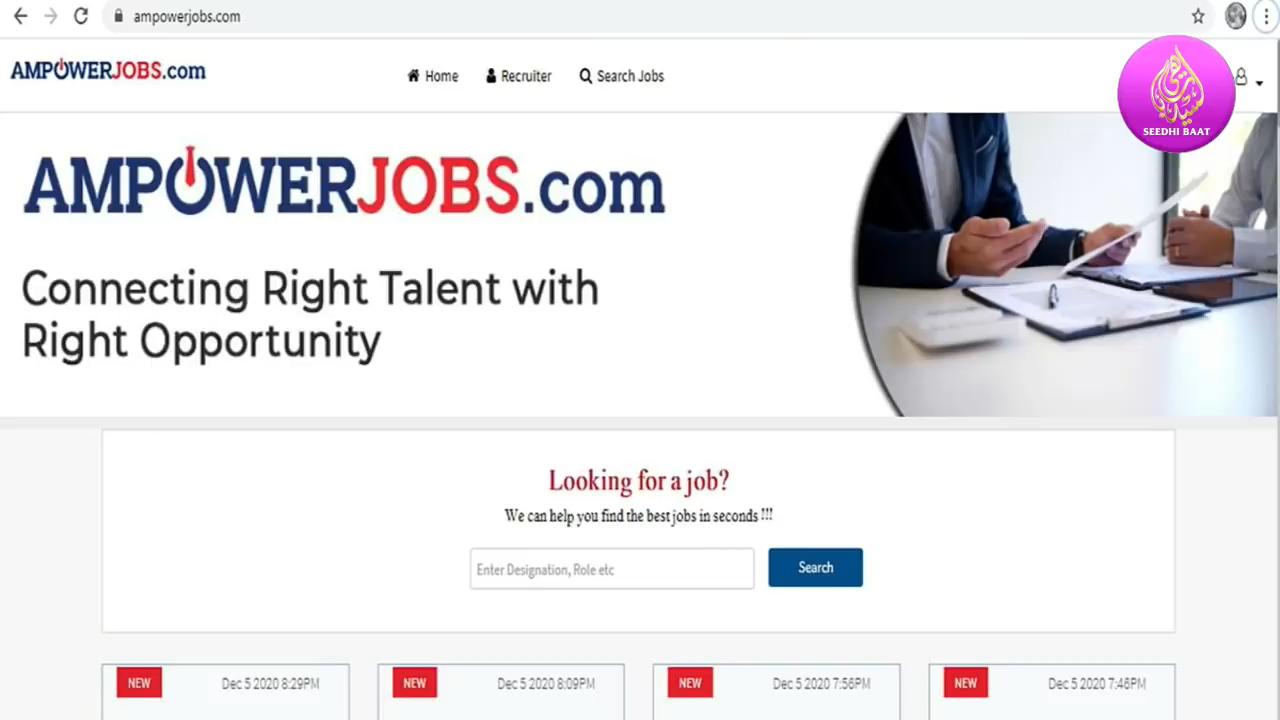 ampowerjobs.com
AMPOWERJOBS.com
Home
Recruiter
Search Jobs
SEEDHI BAAT
AMPOWERJOBS.com
Connecting Right Talent with
Right Opportunity
Looking for a job?
We can help you find the best jobs in seconds !!!
Enter Designation, Role etc
Search
NEW
Dec 5 2020 8:29PM
NEW
Dec 5 2020 8:09PM
NEW
Dec 5 2020 7:56PM
NEW
Dec 5 2020 7:46PM